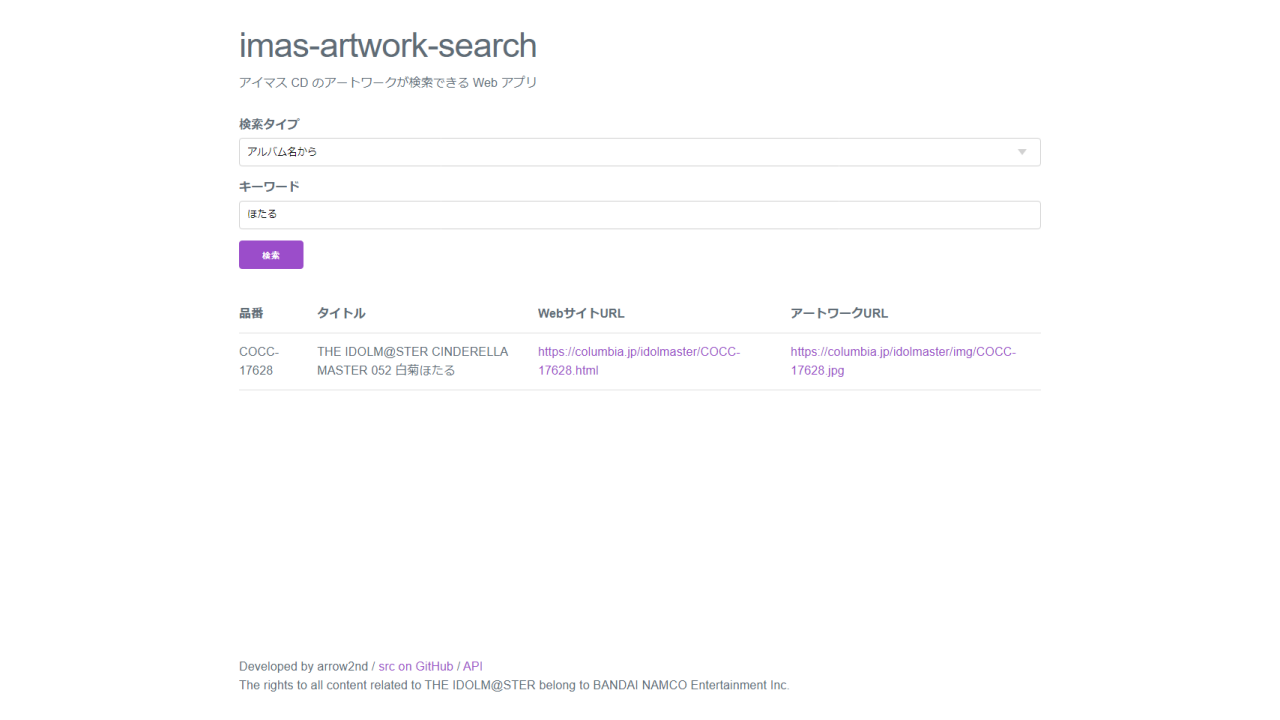 imas-artwork-search
アイマス CD のアートワークが検索できる Web アプリ
検索タイプ
アルバム名から
キーワード
ほたる
検索
品番 タイトル WebサイトURL アートワークURL
COCC- THE IDOLM@STER CINDERELLA https://columbia.jp/idolmaster/COCC- https://columbia.jp/idolmaster/img/COCC-
17628 MASTER 052 白菊ほたる 17628.html 17628.jpg
Developed by arrow2nd / src on GitHub / API
The rights to all content related to THE IDOLM@STER belong to BANDAI NAMCO Entertainment Inc.